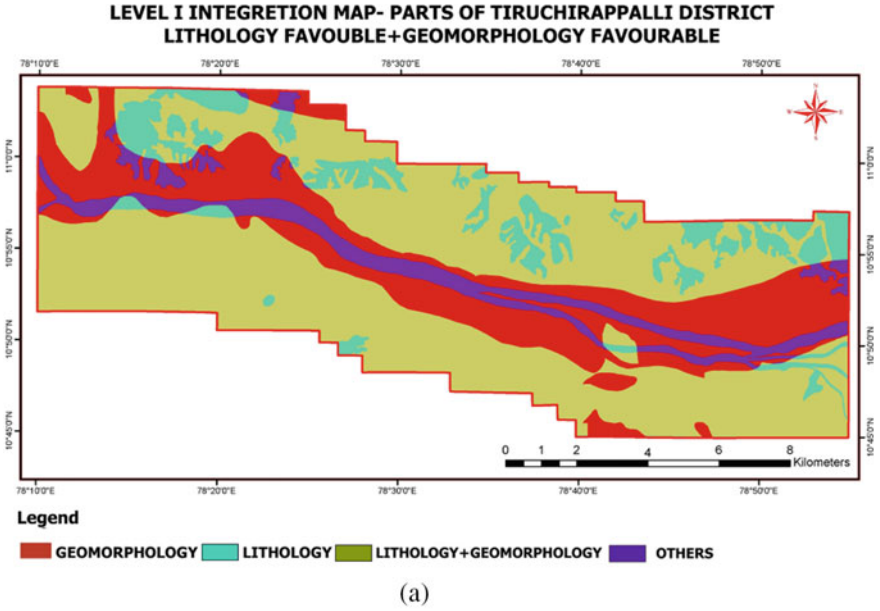 LEVEL I INTEGRETION MAP- PARTS OF TIRUCHIRAPPALLI DISTRICT
LITHOLOGY FAVOUBLE+GEOMORPHOLOGY FAVOURABLE
78°10'0"E 78°20'0"E 78°30'0"E 78°40'0"E 78°50'0"E
N
W E
S
11°0'0"N 11°0'0"N
10°55'0"N 10°55'0"N
10°50'0"N 10°50'0"N
10°45'0"N 10°45'0"N
0 1 2 4 6 8
Kilometers
78°10'0"E 78°20'0"E 78°30'0"E 78°40'0"E 78°50'0"E
Legend
GEOMORPHOLOGY LITHOLOGY LITHOLOGY+GEOMORPHOLOGY OTHERS
(a)